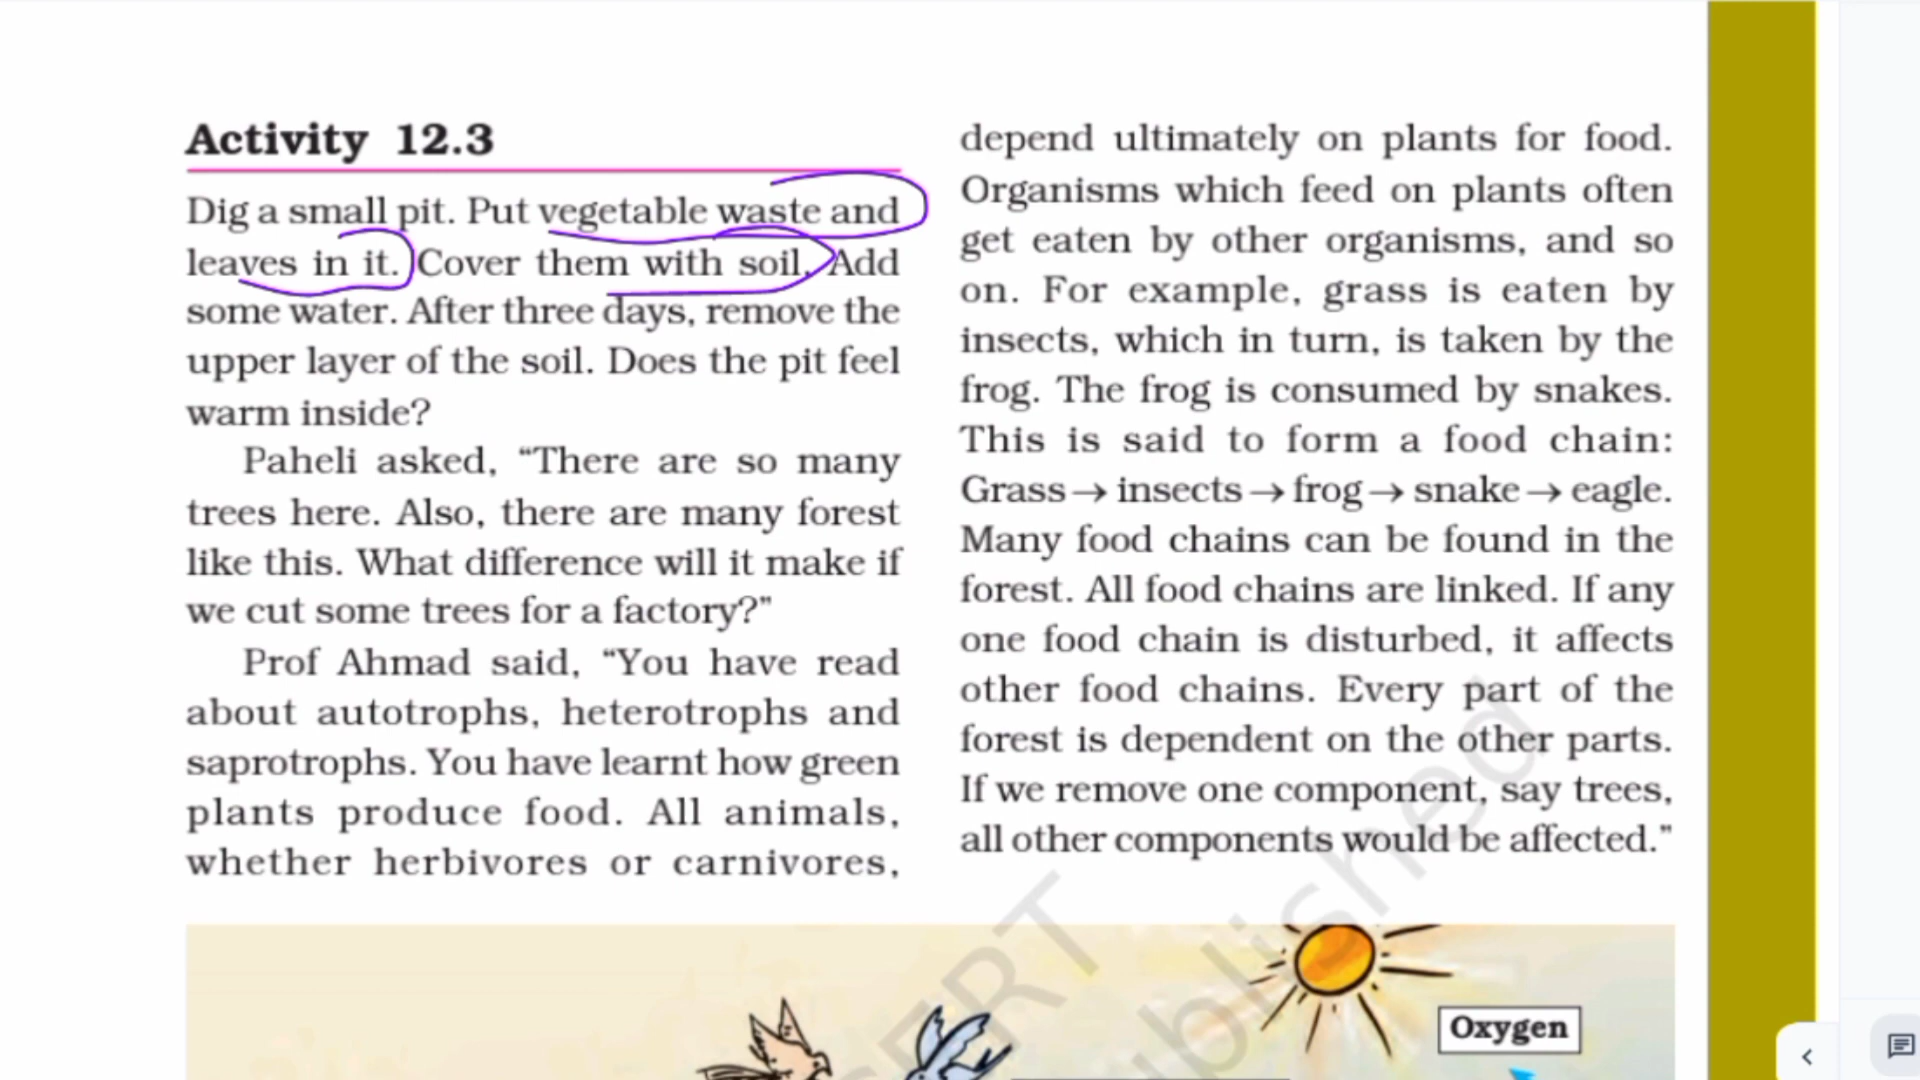 Activity 12.3
Dig a small pit. Put vegetable waste and
leaves in it. Cover them with soil. Add
some water. After three days, remove the
upper layer of the soil. Does the pit feel
warm inside?
Paheli asked, “There are so many
trees here. Also, there are many forest
like this. What difference will it make if
we cut some trees for a factory?”
Prof Ahmad said, “You have read
about autotrophs, heterotrophs and
saprotrophs. You have learnt how green
plants produce food. All animals,
whether herbivores or carnivores,
depend ultimately on plants for food.
Organisms which feed on plants often
get eaten by other organisms, and so
on. For example, grass is eaten by
insects, which in turn, is taken by the
frog. The frog is consumed by snakes.
This is said to form a food chain:
Grass→insects→frog→snake→eagle.
Many food chains can be found in the
forest. All food chains are linked. If any
one food chain is disturbed, it affects
other food chains. Every part of the
forest is dependent on the other parts.
If we remove one component, say trees,
all other components would be affected.”
Oxygen